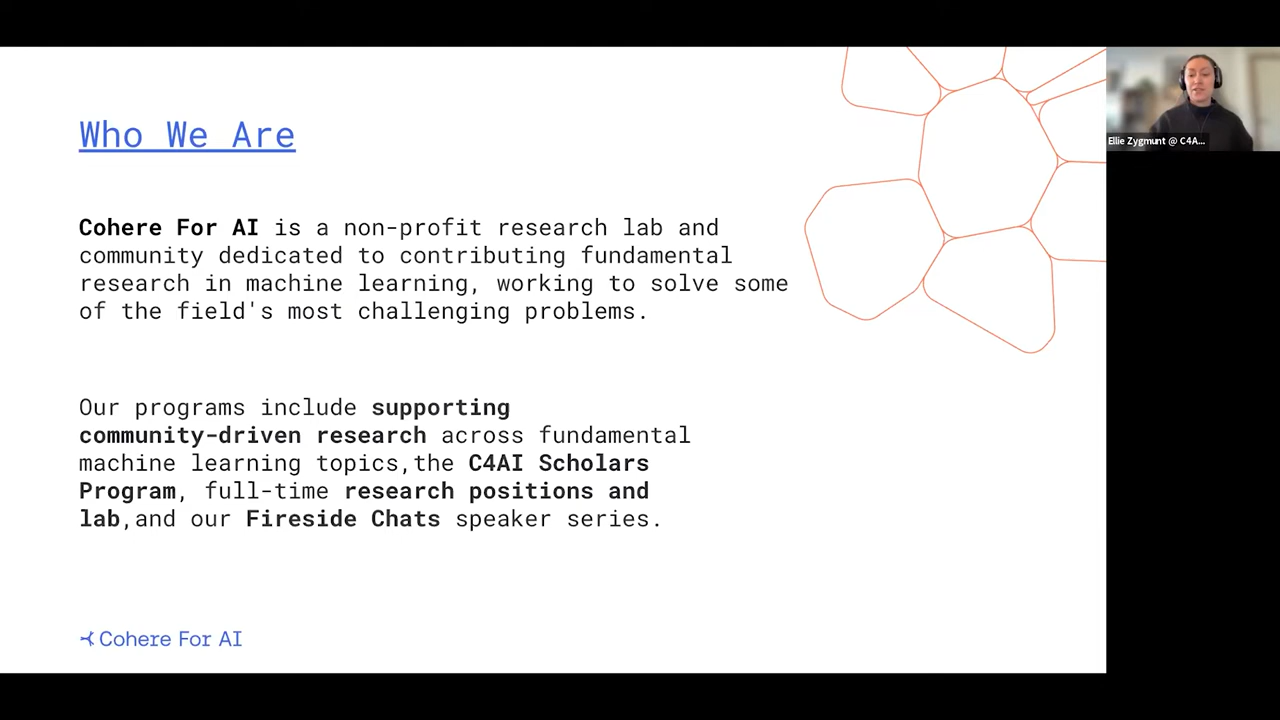 Who We Are
Cohere For AI is a non-profit research lab and
community dedicated to contributing fundamental
research in machine learning, working to solve some
of the field's most challenging problems.
Our programs include supporting
community-driven research across fundamental
machine learning topics,the C4AI Scholars
Program, full-time research positions and
lab,and our Fireside Chats speaker series.
Cohere For AI
Ellie Zygmunt @ C4A...